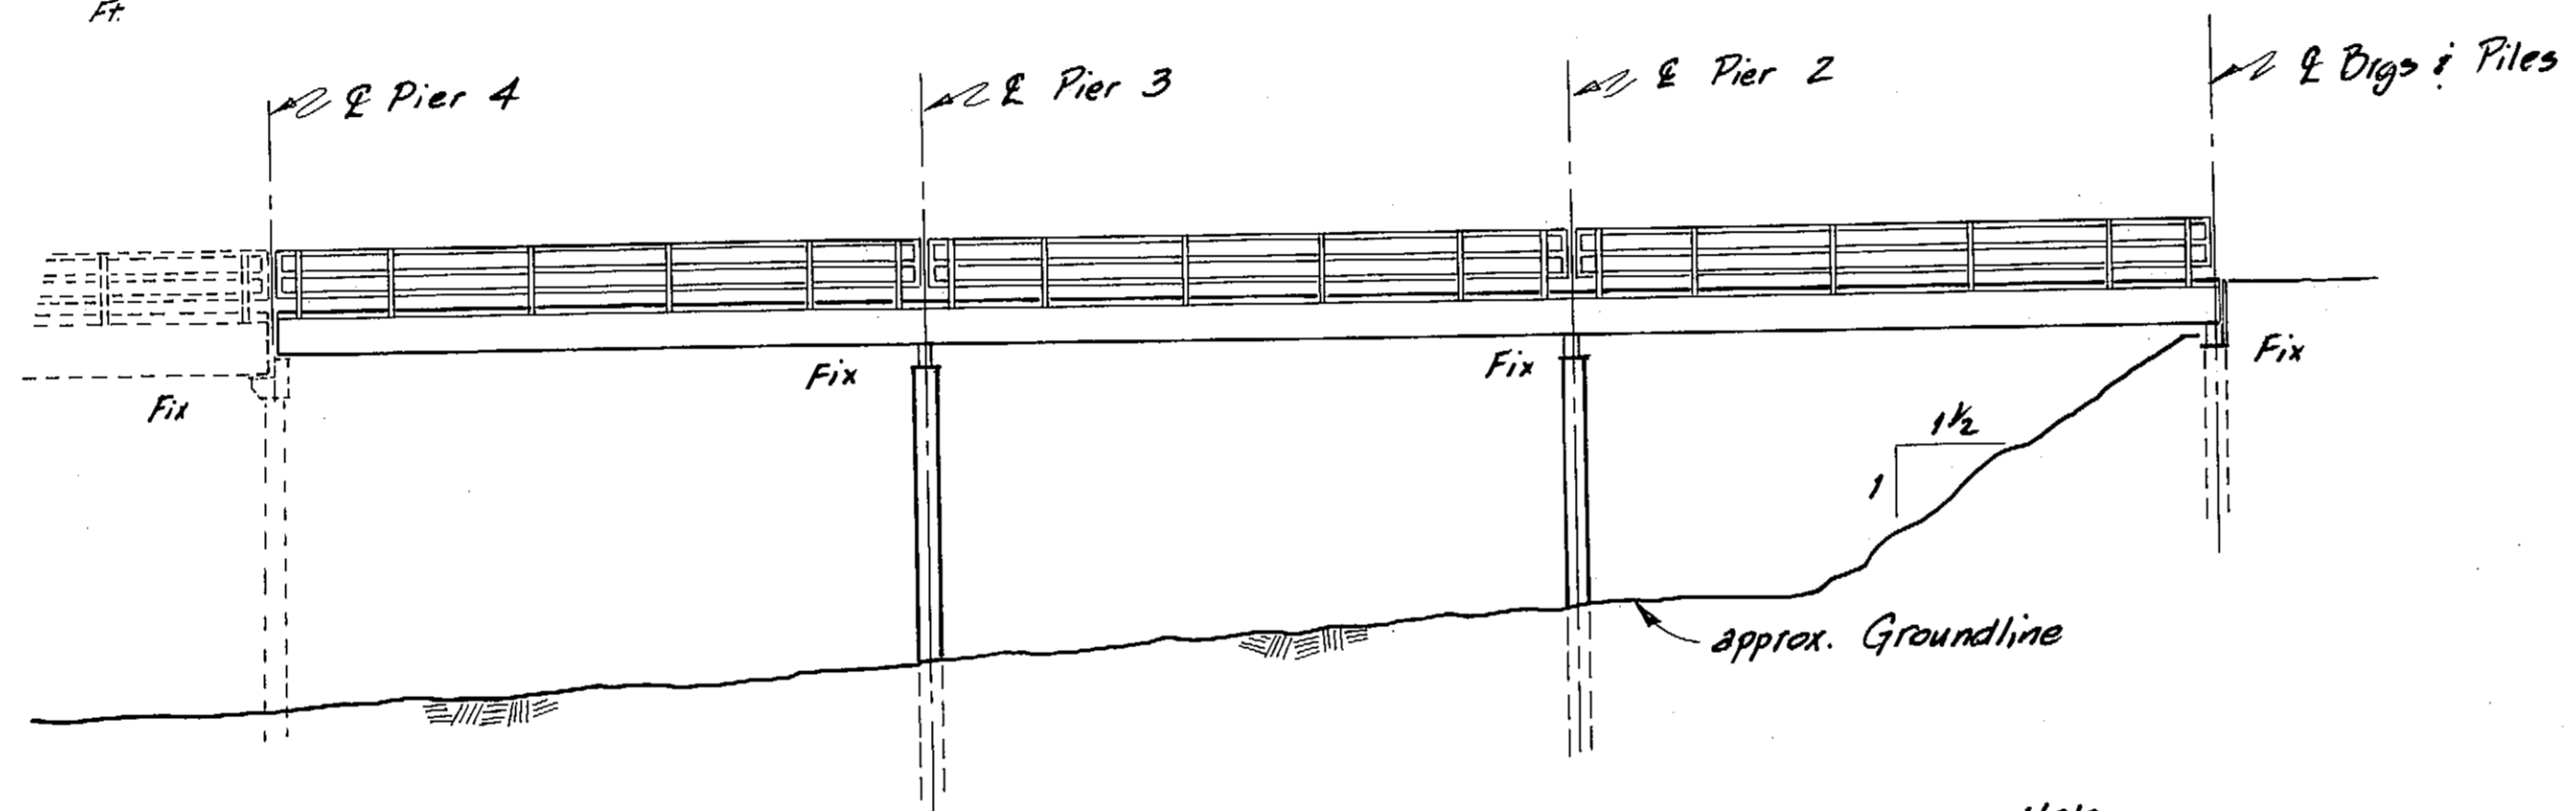 Ft.
℄ Pier 4
℄ Pier 3
℄ Pier 2
℄ Brgs & Piles
Fix
Fix
Fix
Fix
1½
1
approx. Groundline